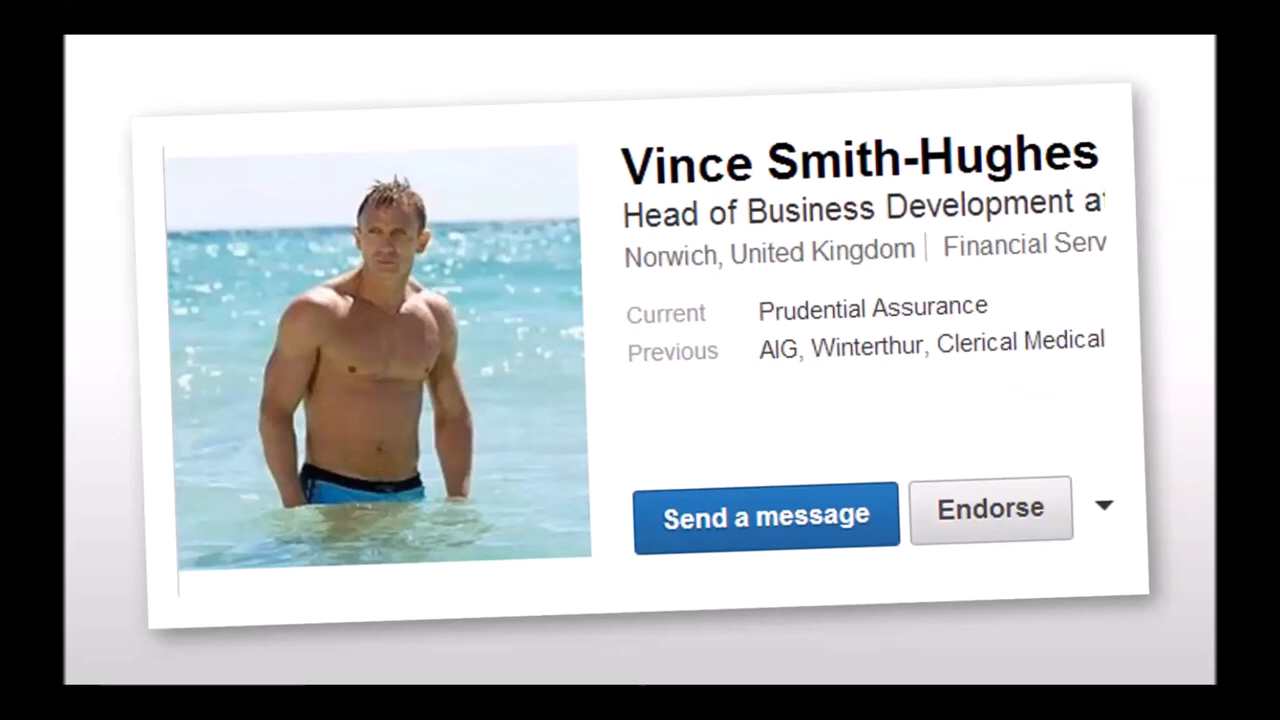 Vince Smith-Hughes
Head of Business Development a
Norwich, United Kingdom | Financial Serv
Current Prudential Assurance
Previous AIG, Winterthur, Clerical Medical
Send a message
Endorse